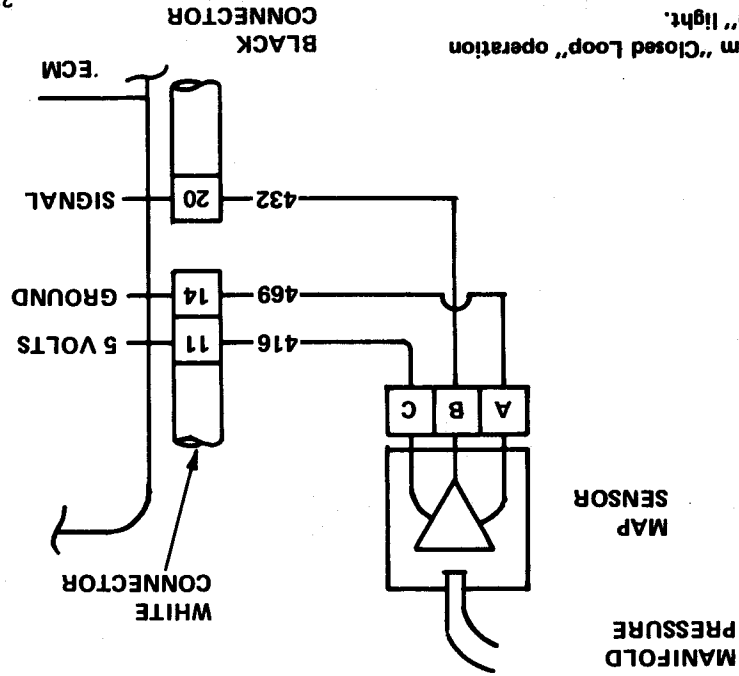 MANIFOLD
PRESSURE
WHITE
CONNECTOR
MAP
SENSOR
A B C
416 11 5 VOLTS
469 14 GROUND
432 20 SIGNAL
ECM
BLACK
CONNECTOR
m "Closed Loop" operation
" light.